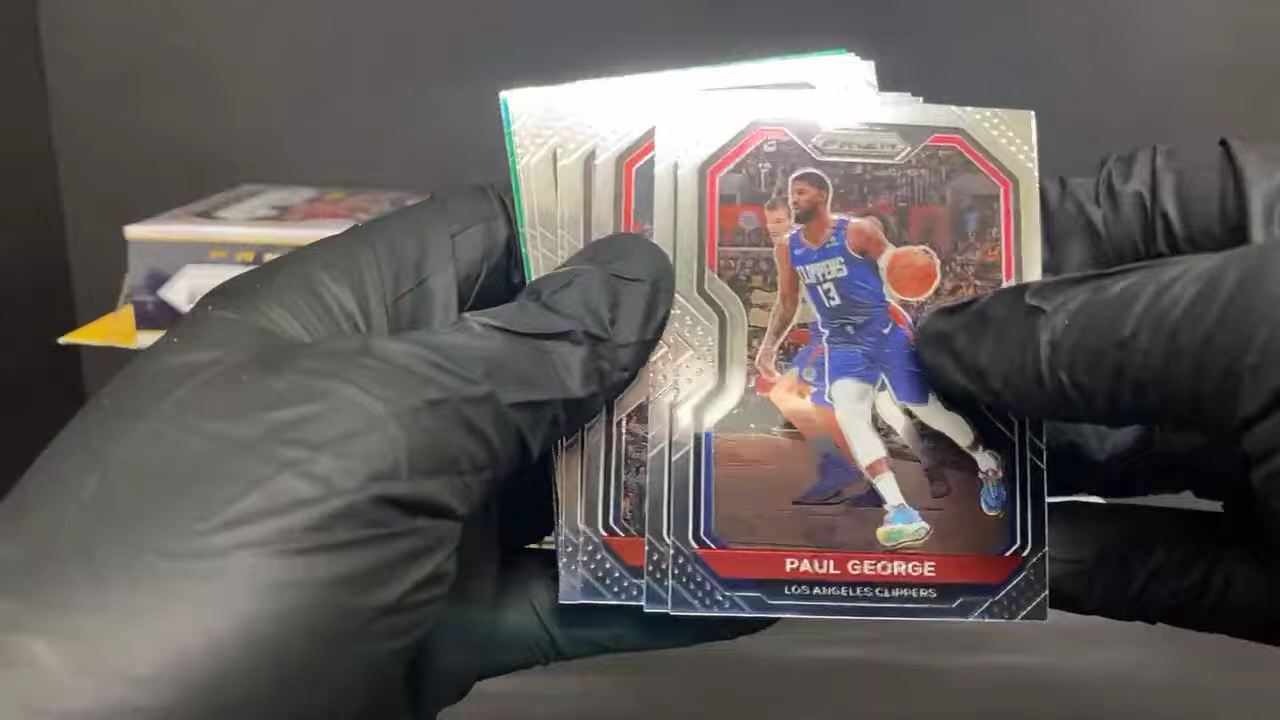 PRIZM
CLIPPERS
13
PAUL GEORGE
LOS ANGELES CLIPPERS